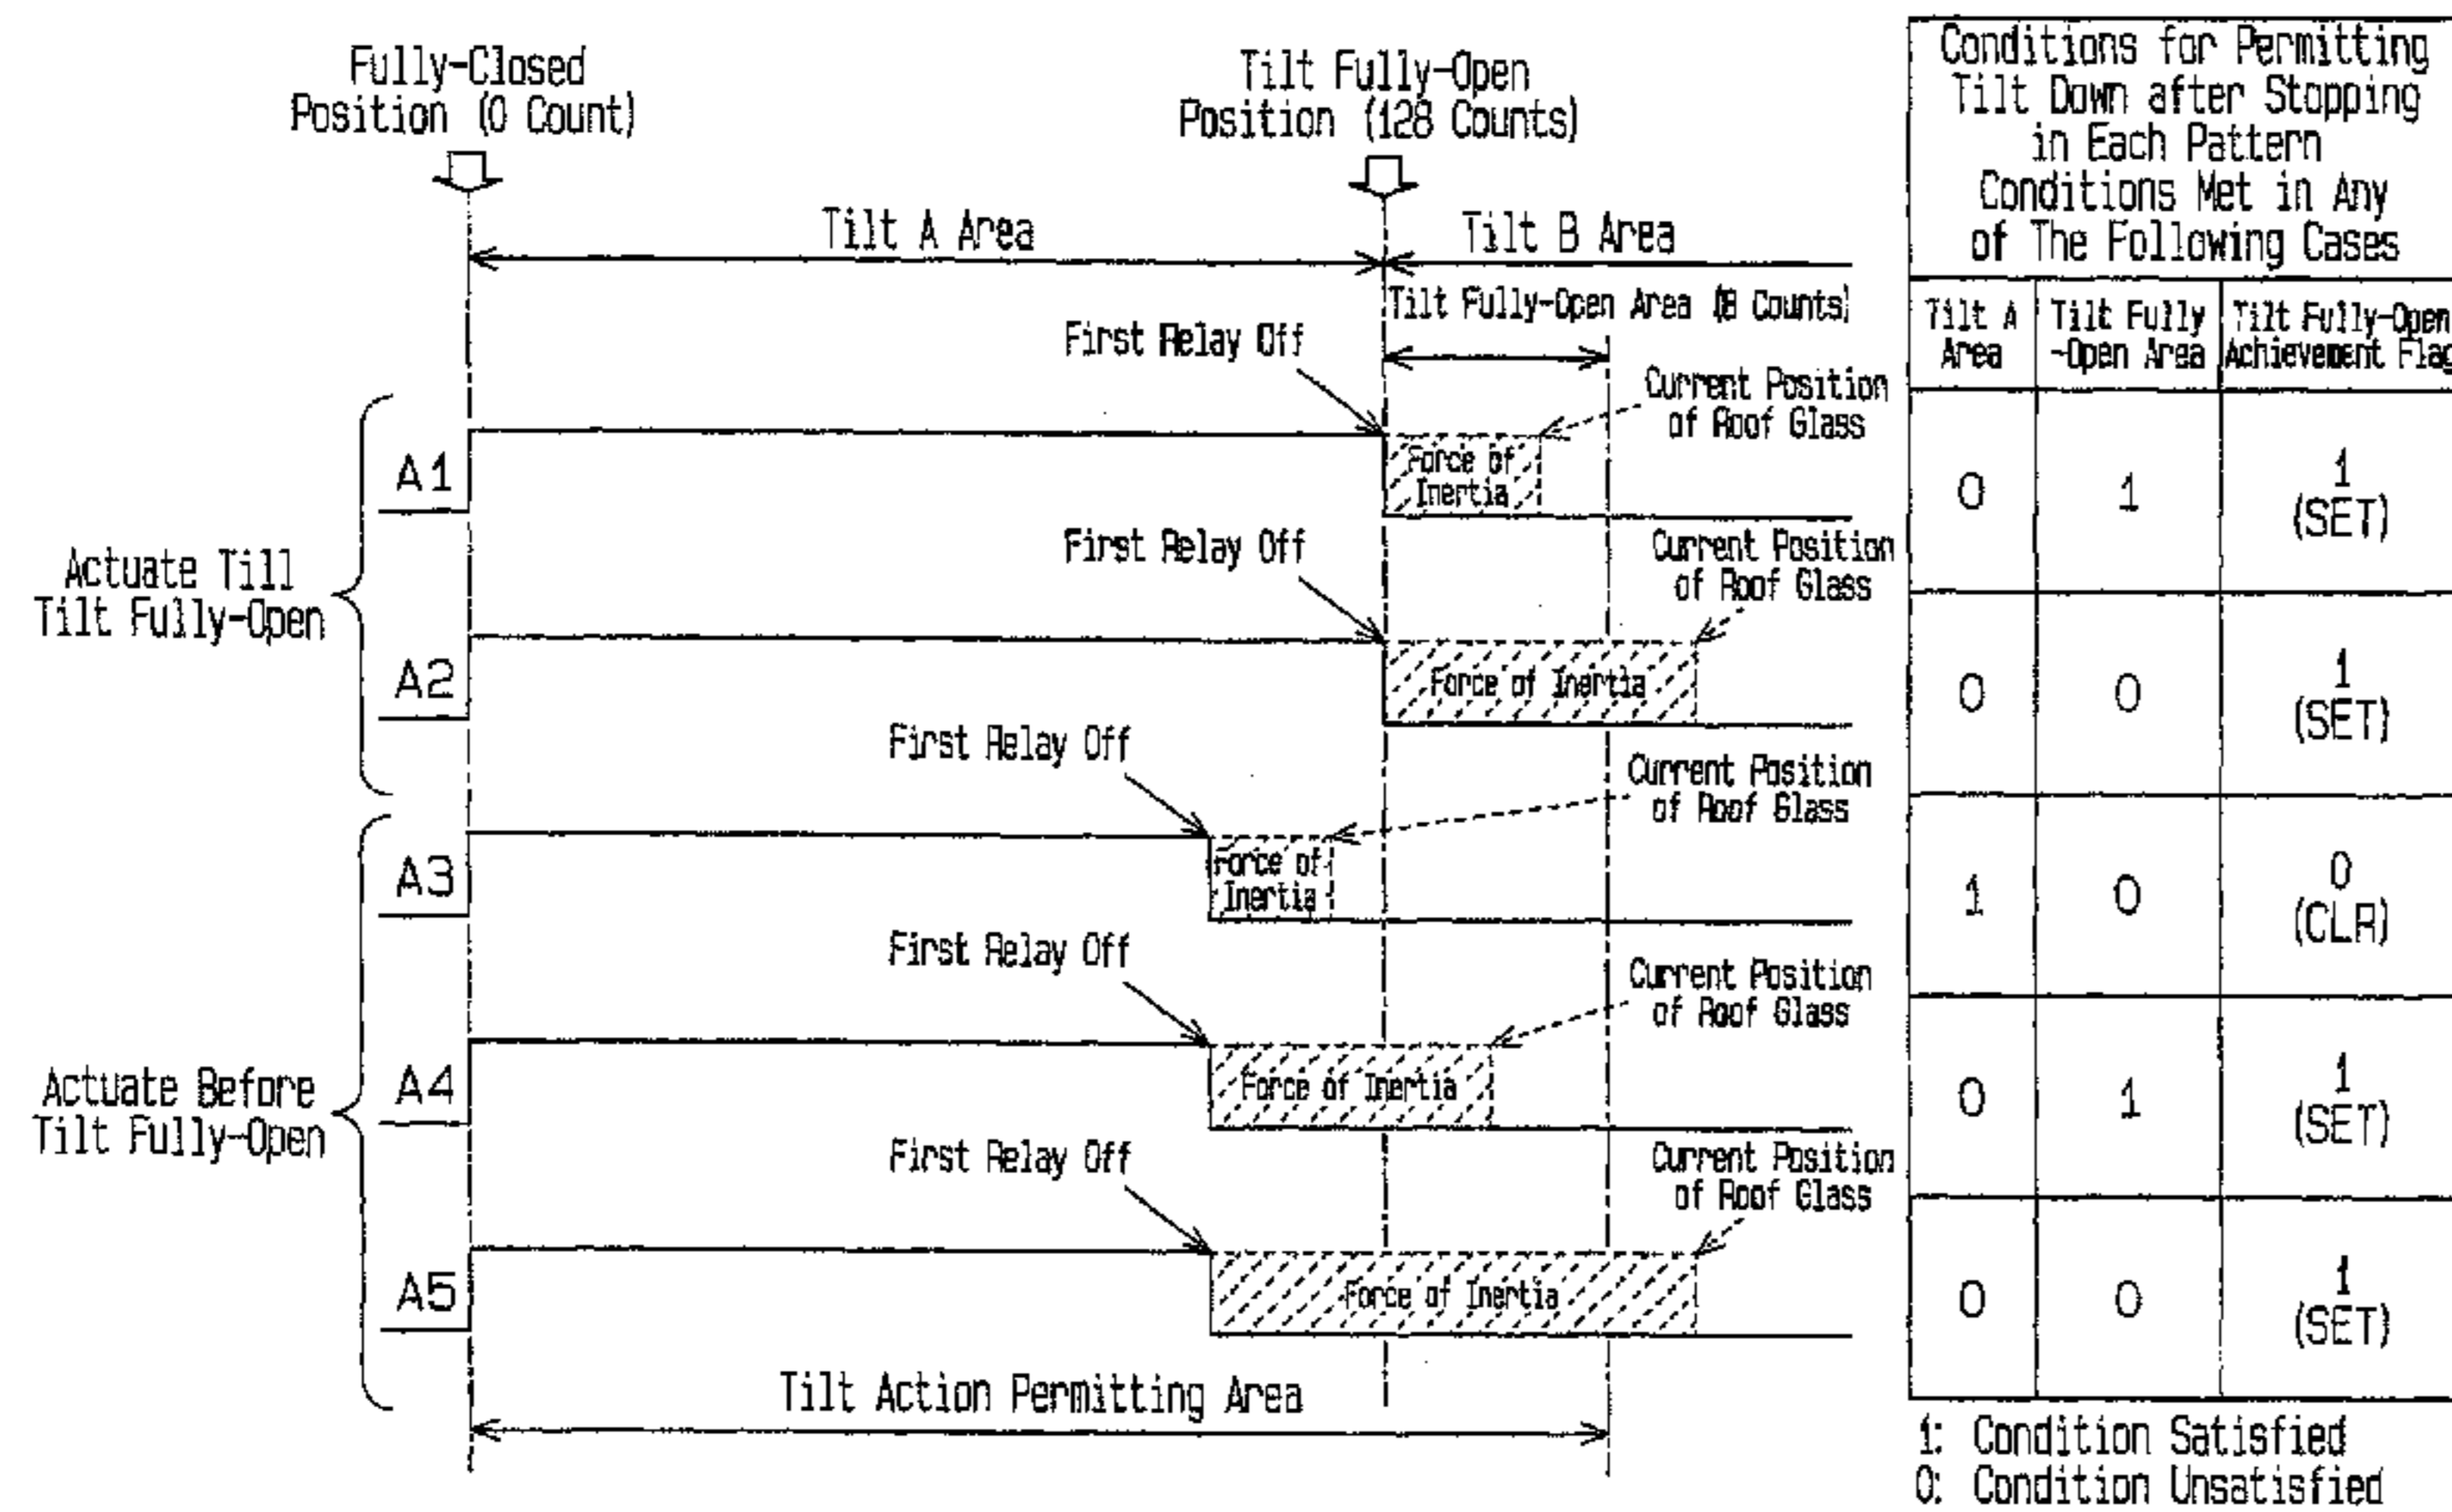 Fully-Closed
Position (0 Count)
Tilt Fully-Open
Position (128 Counts)
Tilt A Area
Tilt B Area
Tilt Fully-Open Area (8 Counts)
First Relay Off
Current Position
of Roof Glass
A1
Force of
Inertia
First Relay Off
Current Position
of Roof Glass
Actuate Till
Tilt Fully-Open
A2
Force of Inertia
First Relay Off
Current Position
of Roof Glass
A3
Force of
Inertia
First Relay Off
Current Position
of Roof Glass
Actuate Before
Tilt Fully-Open
A4
Force of Inertia
First Relay Off
Current Position
of Roof Glass
A5
Force of Inertia
Tilt Action Permitting Area
Conditions for Permitting
Tilt Down after Stopping
in Each Pattern
Conditions Met in Any
of The Following Cases
Tilt A
Area
Tilt Fully
-Open Area
Tilt Fully-Open
Achievement Flag
0 1 1
(SET)
0 0 1
(SET)
1 0 0
(CLR)
0 1 1
(SET)
0 0 1
(SET)
1: Condition Satisfied
0: Condition Unsatisfied